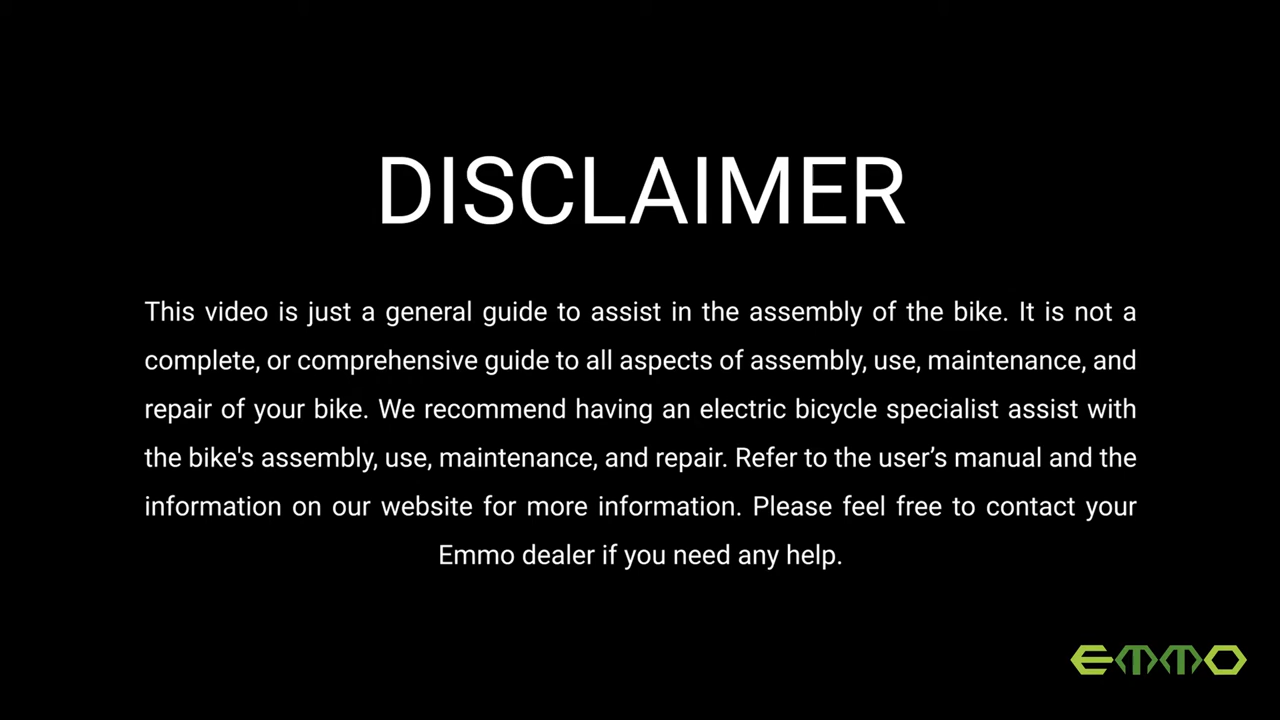 DISCLAIMER
This video is just a general guide to assist in the assembly of the bike. It is not a
complete, or comprehensive guide to all aspects of assembly, use, maintenance, and
repair of your bike. We recommend having an electric bicycle specialist assist with
the bike's assembly, use, maintenance, and repair. Refer to the user’s manual and the
information on our website for more information. Please feel free to contact your
Emmo dealer if you need any help.
emmo